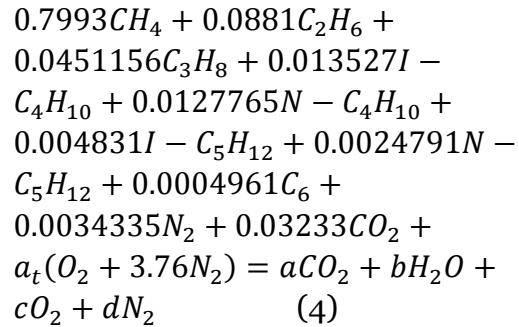 0.7993CH₄ + 0.0881C₂H₆ +
0.0451156C₃H₈ + 0.013527I −
C₄H₁₀ + 0.0127765N − C₄H₁₀ +
0.004831I − C₅H₁₂ + 0.0024791N −
C₅H₁₂ + 0.0004961C₆ +
0.0034335N₂ + 0.03233CO₂ +
aₜ(O₂ + 3.76N₂) = aCO₂ + bH₂O +
cO₂ + dN₂ (4)